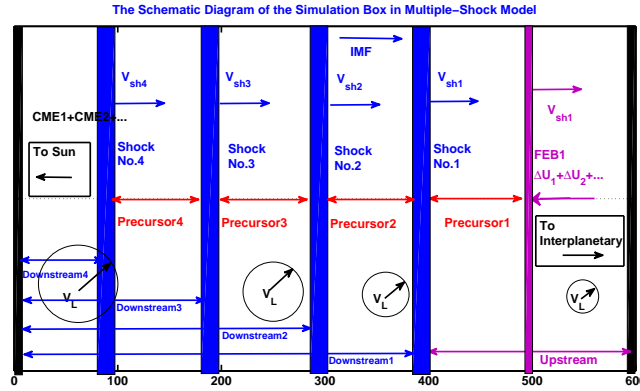 The Schematic Diagram of the Simulation Box in Multiple−Shock Model
IMF
V_sh4
V_sh3
V_sh2
V_sh1
V_sh1
CME1+CME2+...
To Sun
Shock No.4
Shock No.3
Shock No.2
Shock No.1
FEB1
ΔU_1+ΔU_2+...
Precursor4
Precursor3
Precursor2
Precursor1
To Interplanetary
Downstream4
V_L
V_L
V_L
V_L
Downstream3
Downstream2
Downstream1
Upstream
0
100
200
300
400
500
600